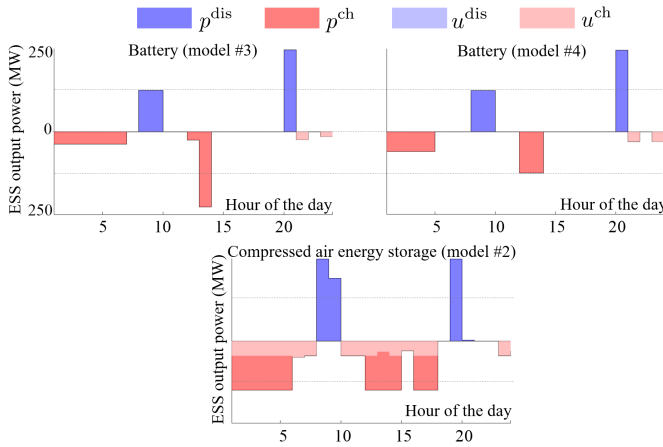 p^dis p^ch u^dis u^ch
Battery (model #3) Battery (model #4)
ESS output power (MW)
250
0
250
Hour of the day Hour of the day
5 10 15 20 5 10 15 20
Compressed air energy storage (model #2)
ESS output power (MW)
Hour of the day
5 10 15 20